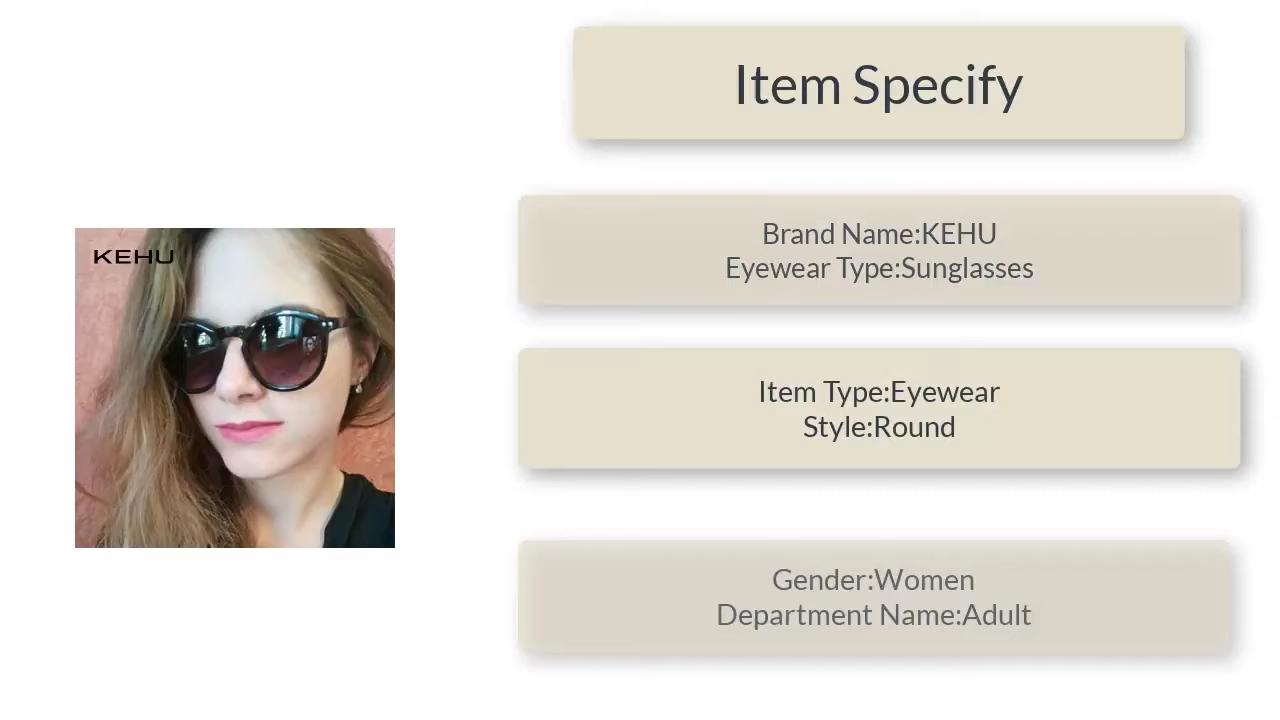 Item Specify
KEHU
Brand Name:KEHU
Eyewear Type:Sunglasses
Item Type:Eyewear
Style:Round
Gender:Women
Department Name:Adult